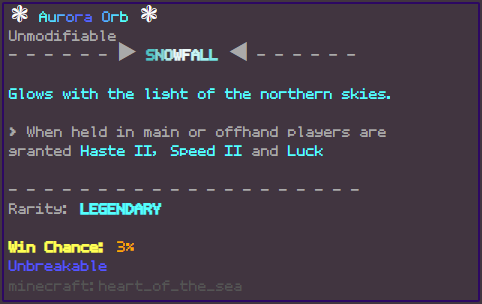 ❃ Aurora Orb ❃
Unmodifiable
- - - - - - ▶ SNOWFALL ◀ - - - - - -
Glows with the light of the northern skies.
> When held in main or offhand players are
granted Haste II, Speed II and Luck
- - - - - - - - - - - - - - - - - - - - -
Rarity: LEGENDARY
Win Chance: 3%
Unbreakable
minecraft:heart_of_the_sea